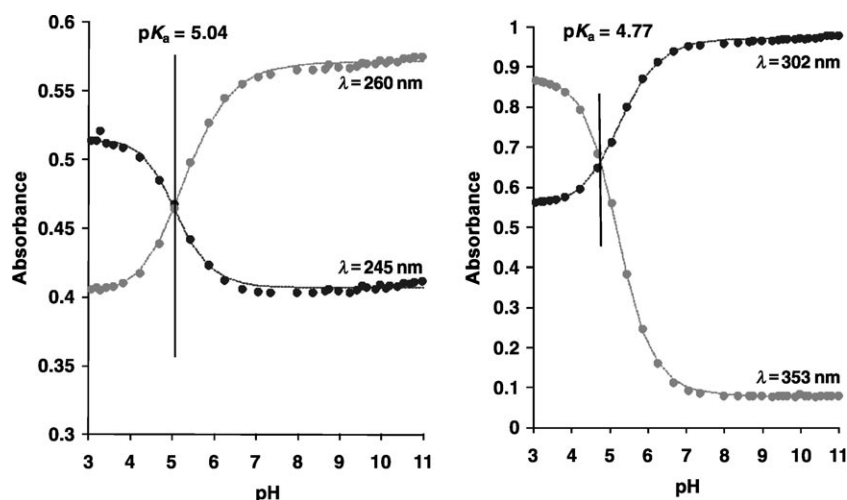 pKa = 5.04
0.6
0.55
0.5
0.45
0.4
0.35
0.3
Absorbance
λ = 260 nm
λ = 245 nm
3 4 5 6 7 8 9 10 11
pH
pKa = 4.77
1
0.9
0.8
0.7
0.6
0.5
0.4
0.3
0.2
0.1
0
Absorbance
λ = 302 nm
λ = 353 nm
3 4 5 6 7 8 9 10 11
pH